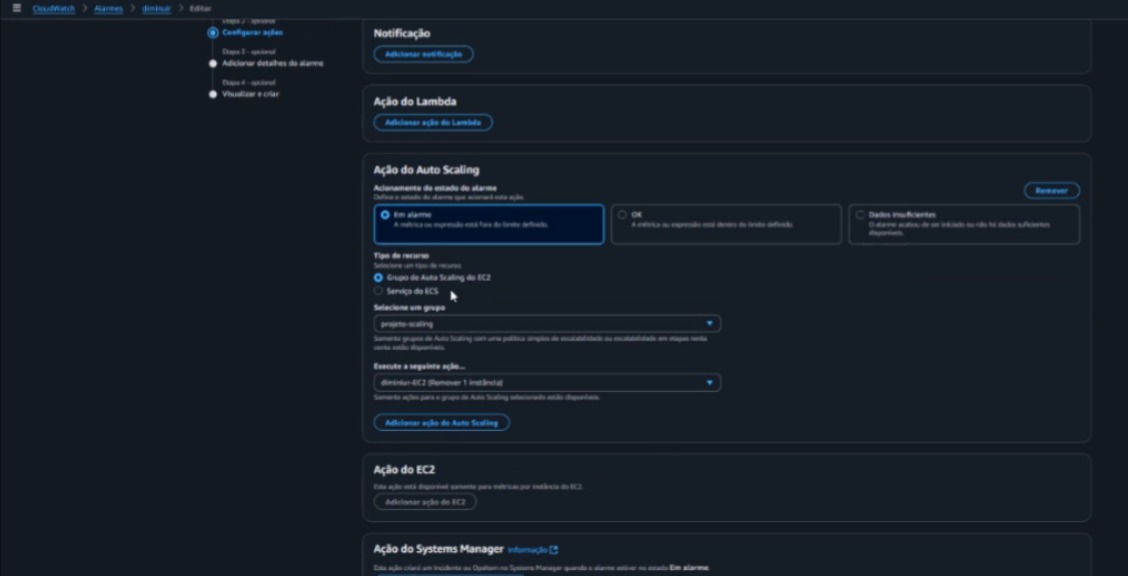 CloudWatch > Alarmes > diminuir > Editar
Etapa 2 - opcional
Configurar ações
Etapa 3 - opcional
Adicionar detalhes do alarme
Etapa 4 - opcional
Visualizar e criar
Notificação
Adicionar notificação
Ação do Lambda
Adicionar ação do Lambda
Ação do Auto Scaling
Acionamento do estado do alarme
Defina o estado do alarme que acionará esta ação.
Remover
Em alarme
A métrica ou expressão está fora do limite definido.
OK
A métrica ou expressão está dentro do limite definido.
Dados insuficientes
O alarme acabou de ser iniciado ou não há dados suficientes
disponíveis.
Tipo de recurso
Selecione um tipo de recurso.
Grupo de Auto Scaling do EC2
Serviço do ECS
Selecione um grupo
projeto-scaling
Somente grupos de Auto Scaling com uma política simples de escalabilidade ou escalabilidade em etapas nesta
conta estão disponíveis.
Execute a seguinte ação...
diminiur-EC2 (Remover 1 instância)
Somente ações para o grupo de Auto Scaling selecionado estão disponíveis.
Adicionar ação do Auto Scaling
Ação do EC2
Esta ação está disponível somente para métricas por instância do EC2.
Adicionar ação do EC2
Ação do Systems Manager Informação
Esta ação criará um Incidente ou OpsItem no Systems Manager quando o alarme estiver no estado Em alarme.